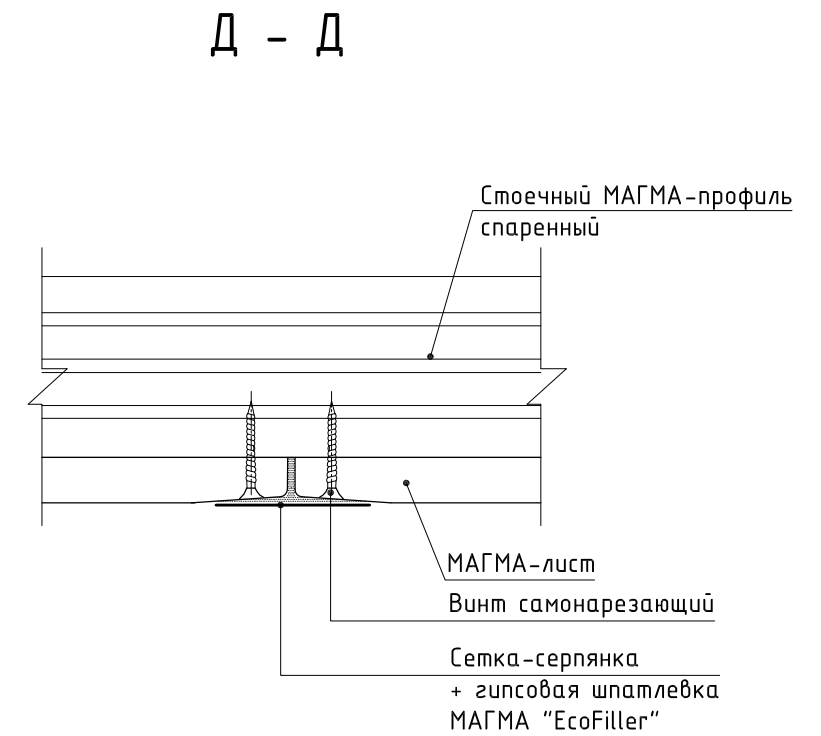 Д - Д
Стоечный МАГМА-профиль
спаренный
МАГМА-лист
Винт самонарезающий
Сетка-серпянка
+ гипсовая шпатлевка
МАГМА "EcoFiller"